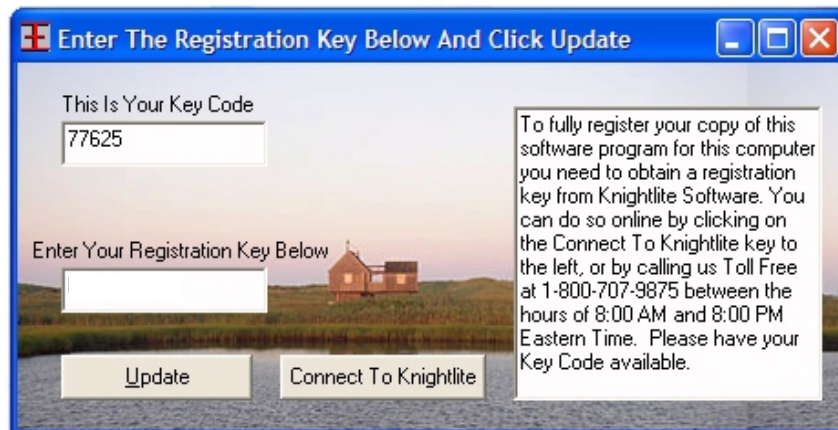 Enter The Registration Key Below And Click Update
This Is Your Key Code
77625
Enter Your Registration Key Below
Update
Connect To Knightlite
To fully register your copy of this
software program for this computer
you need to obtain a registration
key from Knightlite Software. You
can do so online by clicking on
the Connect To Knightlite key to
the left, or by calling us Toll Free
at 1-800-707-9875 between the
hours of 8:00 AM and 8:00 PM
Eastern Time.  Please have your
Key Code available.